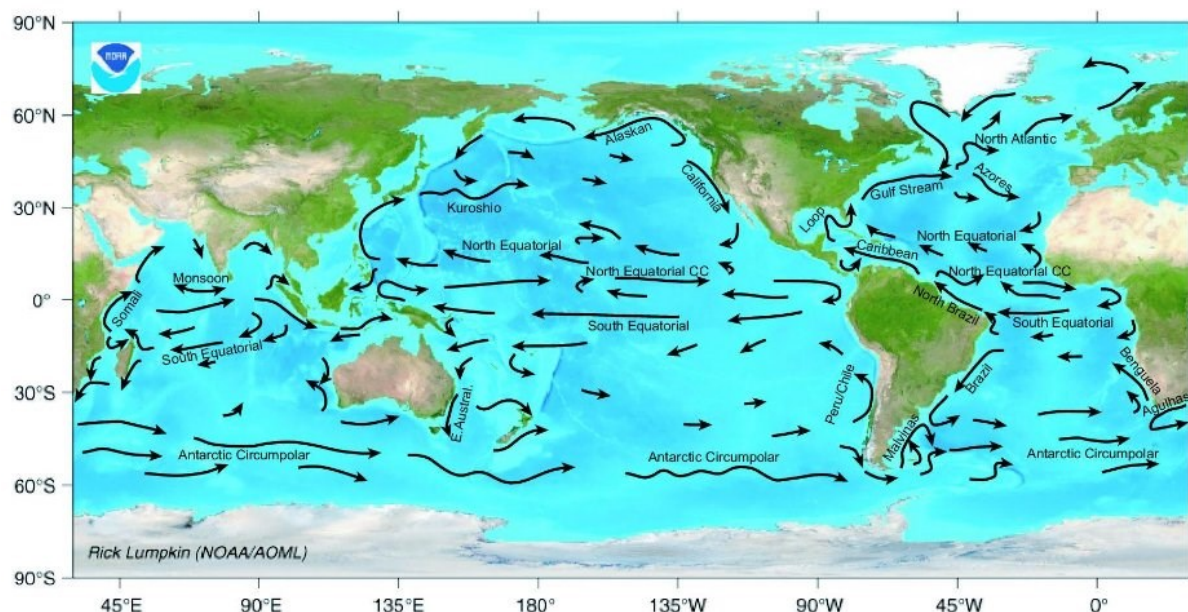 90°N
60°N
30°N
0°
30°S
60°S
90°S
NOAA
Alaskan
North Atlantic
California
Azores
Gulf Stream
Kuroshio
Loop
North Equatorial
North Equatorial
Caribbean
Monsoon
North Equatorial CC
North Equatorial CC
Somali
North Brazil
South Equatorial
South Equatorial
South Equatorial
Benguela
Brazil
Peru/Chile
E.Austral.
Agulhas
Malvinas
Antarctic Circumpolar
Antarctic Circumpolar
Antarctic Circumpolar
Rick Lumpkin (NOAA/AOML)
45°E
90°E
135°E
180°
135°W
90°W
45°W
0°